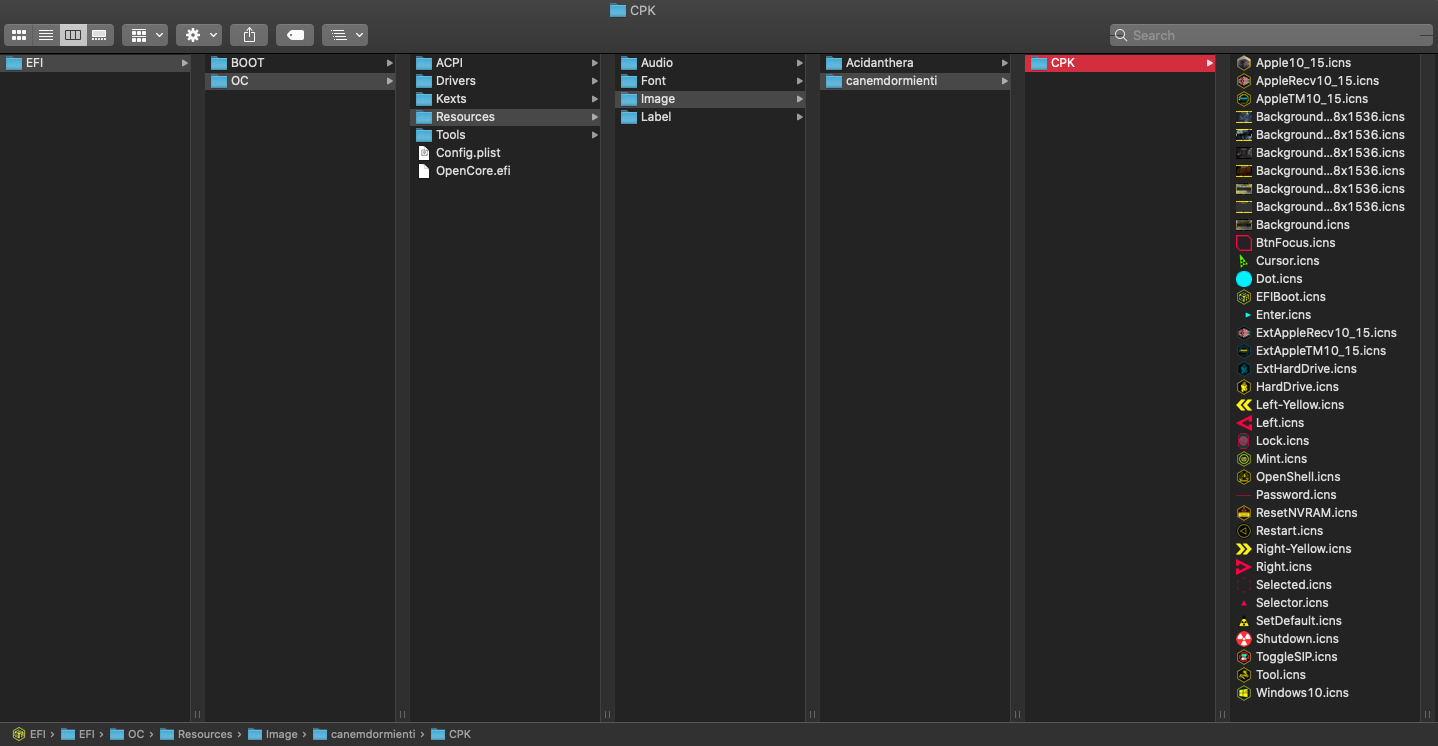 CPK
Search
EFI
BOOT
OC
ACPI
Drivers
Kexts
Resources
Tools
Config.plist
OpenCore.efi
Audio
Font
Image
Label
Acidanthera
canemdormienti
CPK
Apple10_15.icns
AppleRecv10_15.icns
AppleTM10_15.icns
Background...8x1536.icns
Background...8x1536.icns
Background...8x1536.icns
Background...8x1536.icns
Background...8x1536.icns
Background...8x1536.icns
Background.icns
BtnFocus.icns
Cursor.icns
Dot.icns
EFIBoot.icns
Enter.icns
ExtAppleRecv10_15.icns
ExtAppleTM10_15.icns
ExtHardDrive.icns
HardDrive.icns
Left-Yellow.icns
Left.icns
Lock.icns
Mint.icns
OpenShell.icns
Password.icns
ResetNVRAM.icns
Restart.icns
Right-Yellow.icns
Right.icns
Selected.icns
Selector.icns
SetDefault.icns
Shutdown.icns
ToggleSIP.icns
Tool.icns
Windows10.icns
EFI › EFI › OC › Resources › Image › canemdormienti › CPK